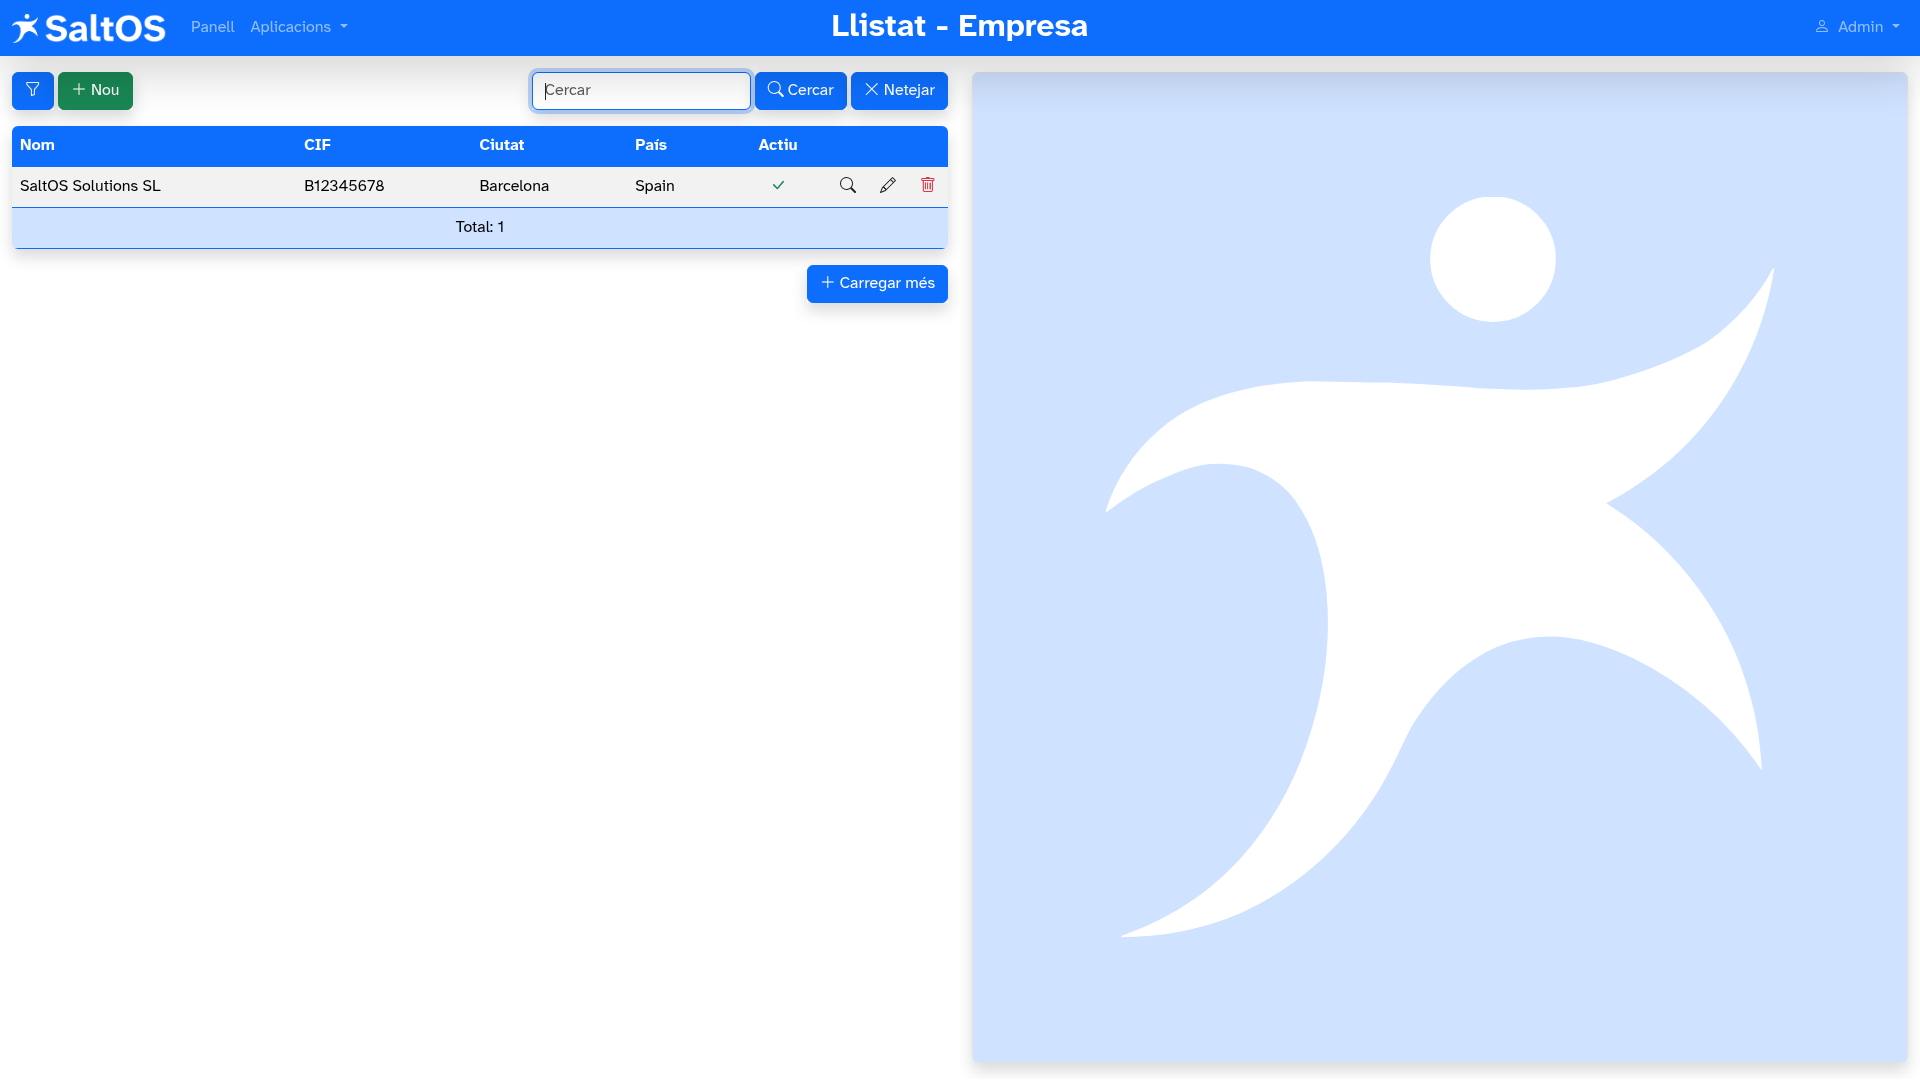 SaltOS Panell Aplicacions Llistat - Empresa Admin
Nou Cercar Cercar Netejar
Nom CIF Ciutat País Actiu
SaltOS Solutions SL B12345678 Barcelona Spain
Total: 1
Carregar més